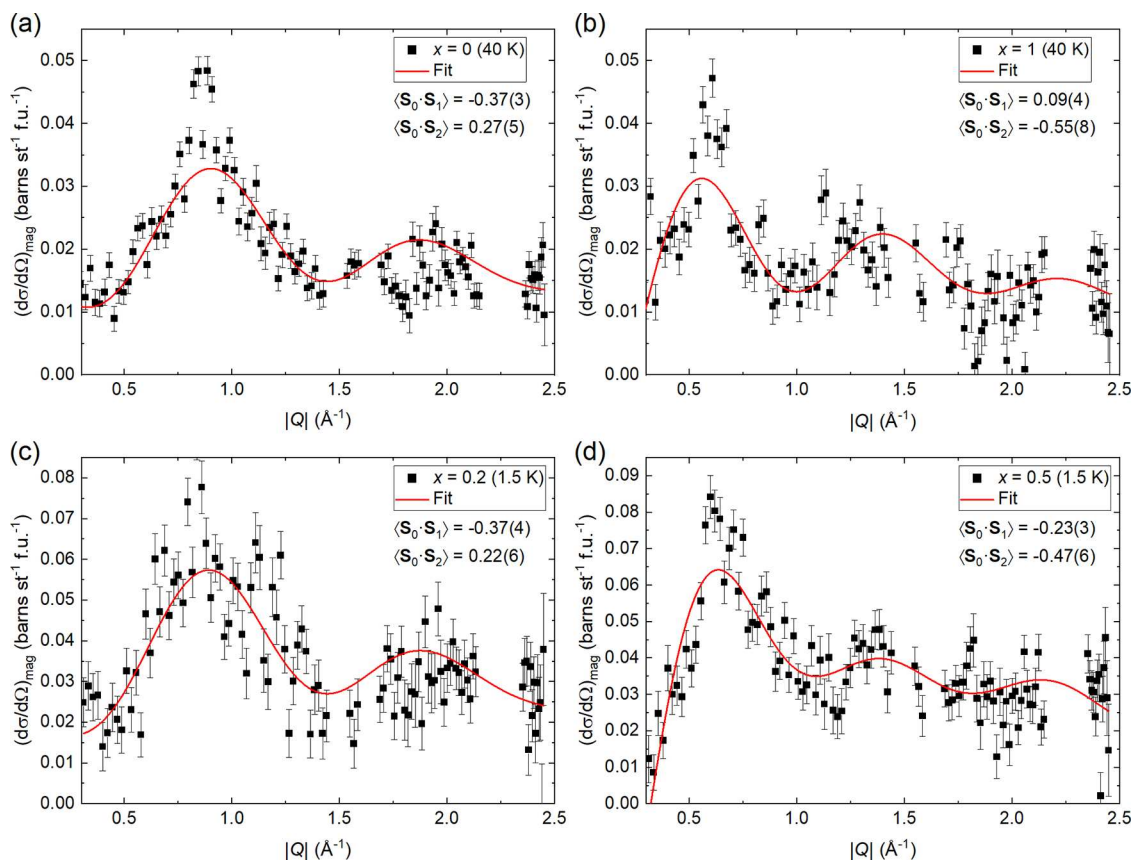 (a)
x = 0 (40 K)
Fit
⟨S₀·S₁⟩ = -0.37(3)
⟨S₀·S₂⟩ = 0.27(5)
(dσ/dΩ)mag (barns st⁻¹ f.u.⁻¹)
0.05
0.04
0.03
0.02
0.01
0.00
0.5 1.0 1.5 2.0 2.5
|Q| (Å⁻¹)
(b)
x = 1 (40 K)
Fit
⟨S₀·S₁⟩ = 0.09(4)
⟨S₀·S₂⟩ = -0.55(8)
(dσ/dΩ)mag (barns st⁻¹ f.u.⁻¹)
0.05
0.04
0.03
0.02
0.01
0.00
0.5 1.0 1.5 2.0 2.5
|Q| (Å⁻¹)
(c)
x = 0.2 (1.5 K)
Fit
⟨S₀·S₁⟩ = -0.37(4)
⟨S₀·S₂⟩ = 0.22(6)
(dσ/dΩ)mag (barns st⁻¹ f.u.⁻¹)
0.08
0.07
0.06
0.05
0.04
0.03
0.02
0.01
0.00
0.5 1.0 1.5 2.0 2.5
|Q| (Å⁻¹)
(d)
x = 0.5 (1.5 K)
Fit
⟨S₀·S₁⟩ = -0.23(3)
⟨S₀·S₂⟩ = -0.47(6)
(dσ/dΩ)mag (barns st⁻¹ f.u.⁻¹)
0.09
0.08
0.07
0.06
0.05
0.04
0.03
0.02
0.01
0.00
0.5 1.0 1.5 2.0 2.5
|Q| (Å⁻¹)